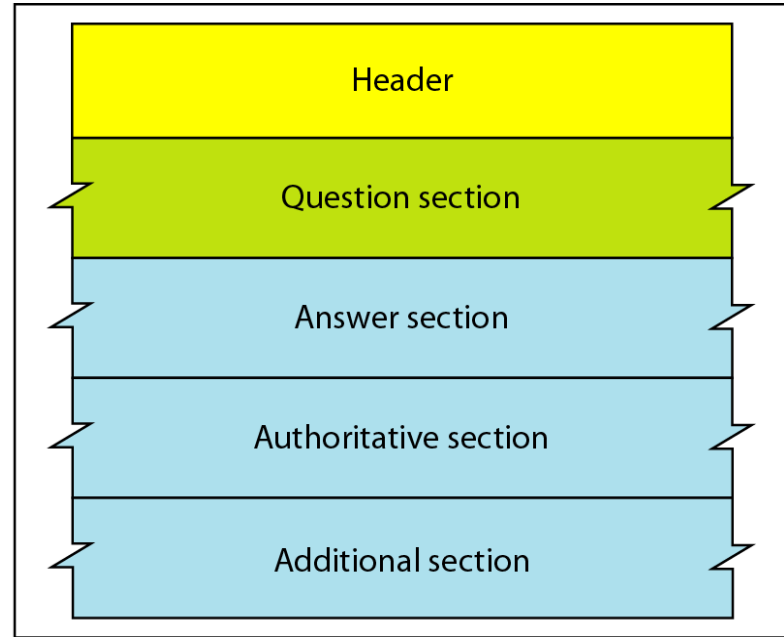 Header
Question section
Answer section
Authoritative section
Additional section